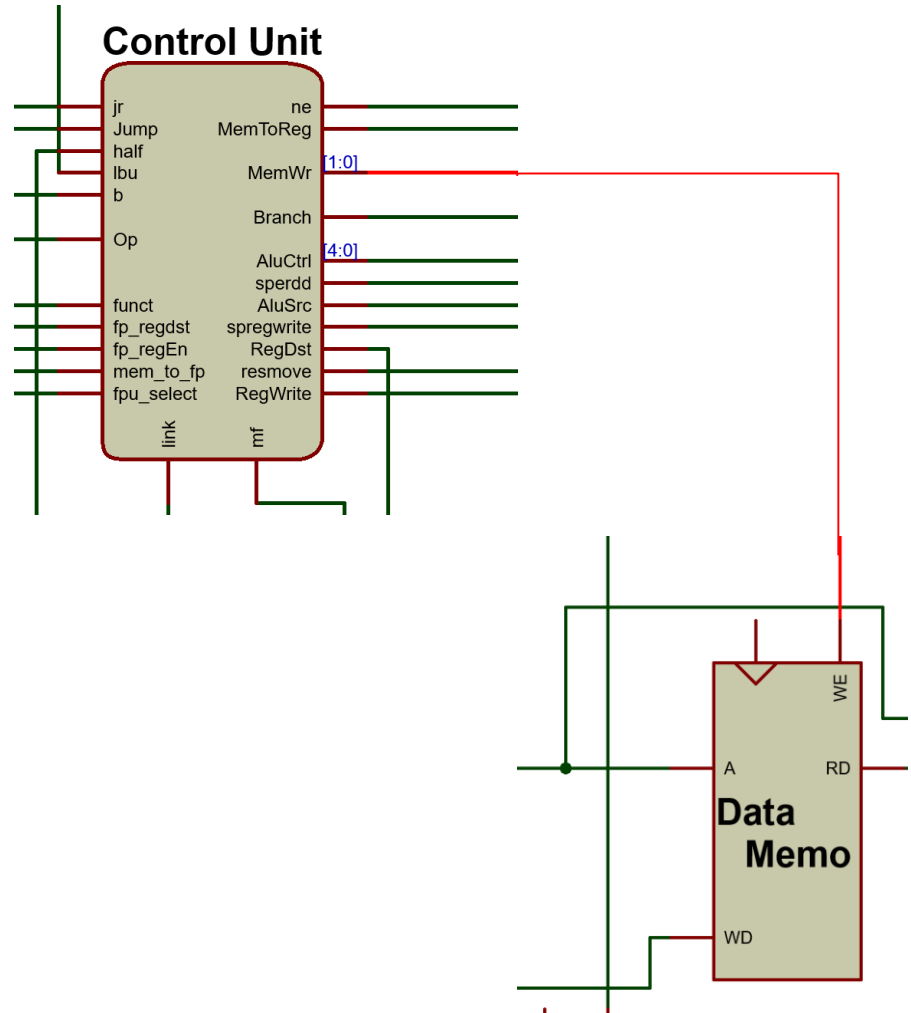 Control Unit
jr
Jump
half
lbu
b
Op
funct
fp_regdst
fp_regEn
mem_to_fp
fpu_select
link
mf
ne
MemToReg
[1:0]
MemWr
Branch
[4:0]
AluCtrl
sperdd
AluSrc
spregwrite
RegDst
resmove
RegWrite
WE
A
RD
Data
Memo
WD